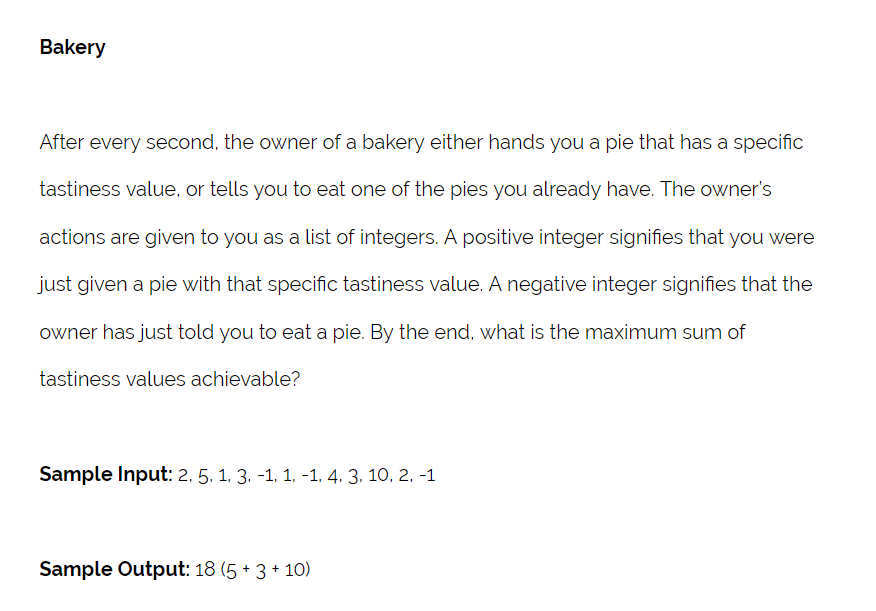 Bakery
After every second, the owner of a bakery either hands you a pie that has a specific
tastiness value, or tells you to eat one of the pies you already have. The owner's
actions are given to you as a list of integers. A positive integer signifies that you were
just given a pie with that specific tastiness value. A negative integer signifies that the
owner has just told you to eat a pie. By the end, what is the maximum sum of
tastiness values achievable?
Sample Input: 2, 5, 1, 3, -1, 1, -1, 4, 3, 10, 2, -1
Sample Output: 18 (5 + 3 + 10)